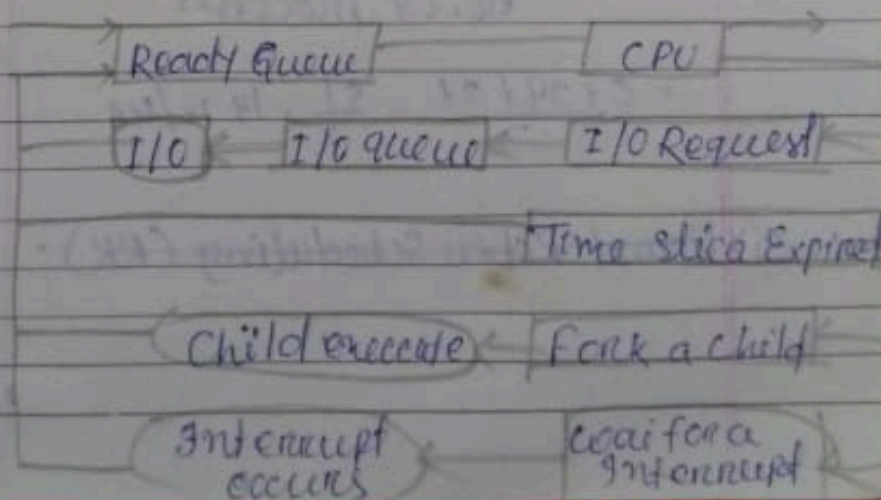 Ready Queue CPU
I/O I/O queue I/O Request
Time slice Expired
Child execute Fork a child
Interrupt occurs
wait for a Interrupt